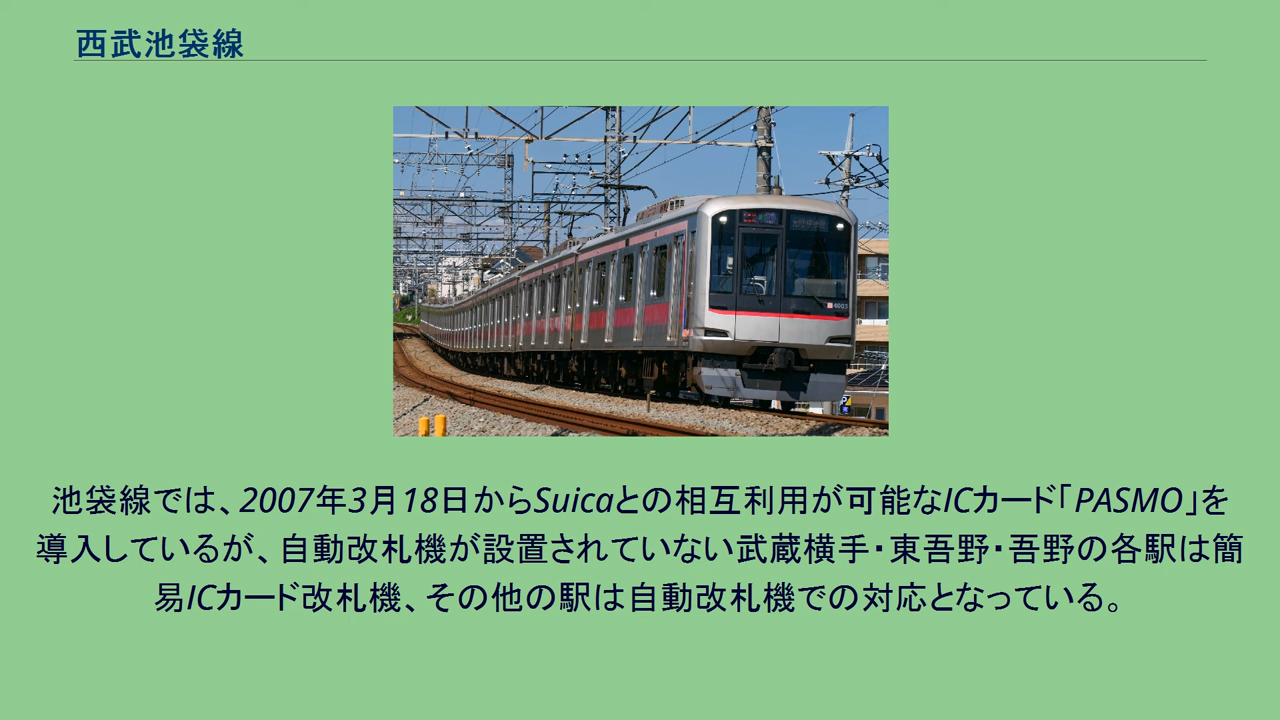 西武池袋線
4003
P
池袋線では、2007年3月18日からSuicaとの相互利用が可能なICカード「PASMO」を
導入しているが、自動改札機が設置されていない武蔵横手・東吾野・吾野の各駅は簡
易ICカード改札機、その他の駅は自動改札機での対応となっている。